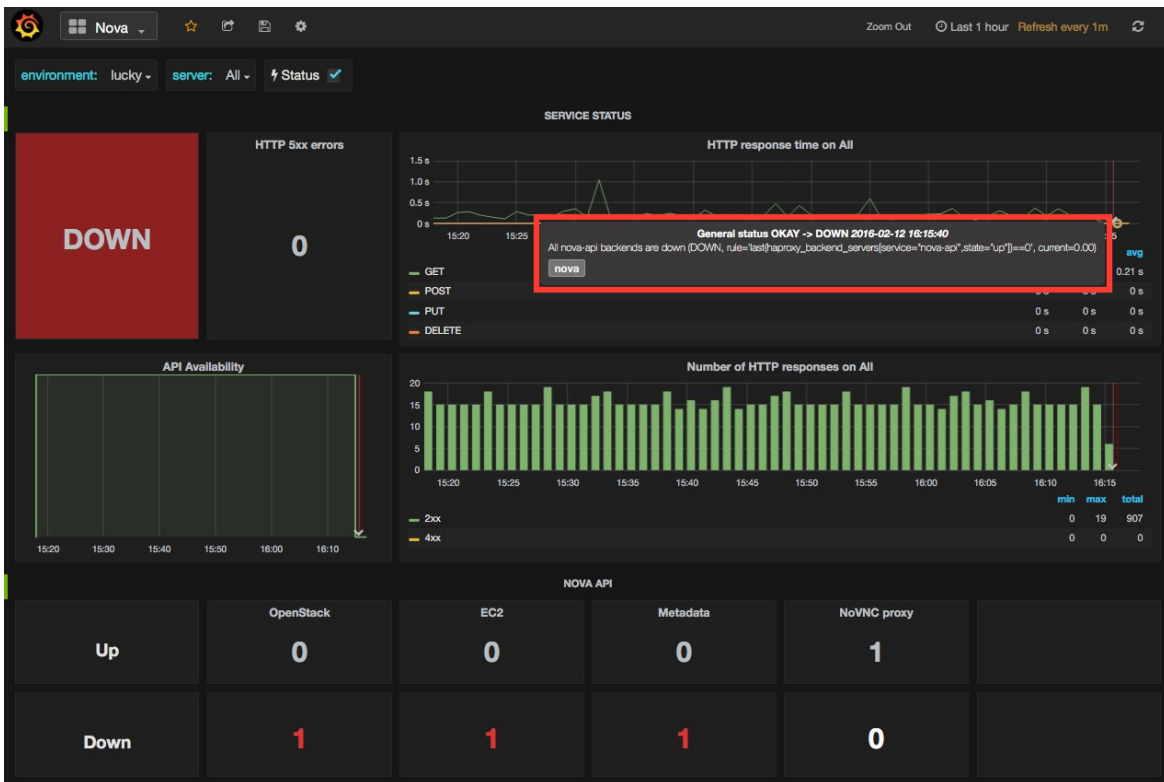 Nova
Zoom Out Last 1 hour Refresh every 1m
environment: lucky server: All Status
SERVICE STATUS
DOWN
HTTP 5xx errors
0
HTTP response time on All
1.5 s
1.0 s
0.5 s
0 s
15:20 15:25
General status OKAY -> DOWN 2016-02-12 16:15:40
All nova-api backends are down (DOWN, rule='last(haproxy_backend_servers[service="nova-api",state="up"])==0', current=0.00)
nova
avg
GET 0.21 s
POST 0 s
PUT 0 s 0 s 0 s
DELETE 0 s 0 s 0 s
API Availability
15:20 15:30 15:40 15:50 16:00 16:10
Number of HTTP responses on All
20
15
10
5
0
15:20 15:25 15:30 15:35 15:40 15:45 15:50 15:55 16:00 16:05 16:10 16:15
min max total
2xx 0 19 907
4xx 0 0 0
NOVA API
OpenStack EC2 Metadata NoVNC proxy
Up 0 0 0 1
Down 1 1 1 0